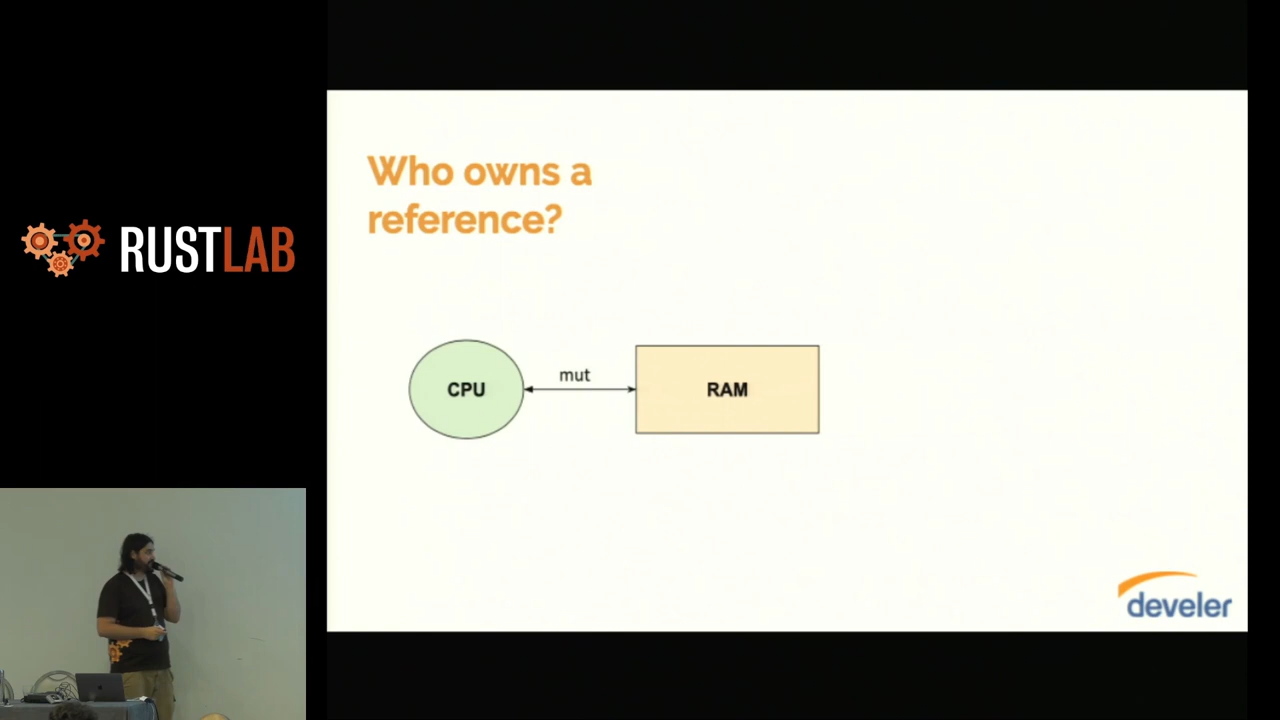 RUSTLAB
Who owns a
reference?
CPU
mut
RAM
develer